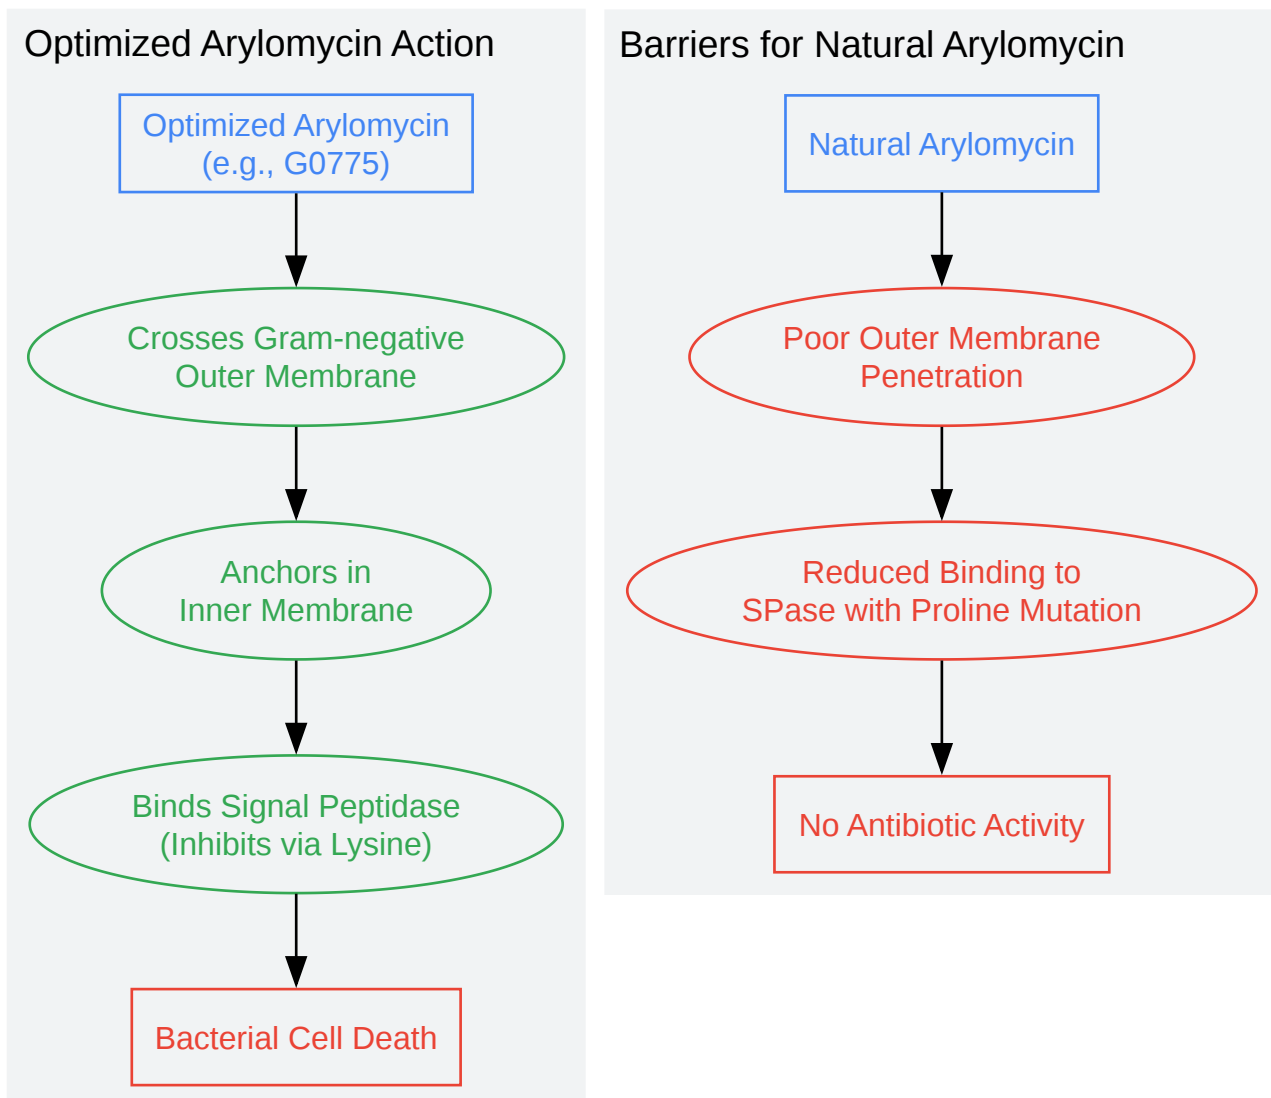 Optimized Arylomycin Action
Optimized Arylomycin
(e.g., G0775)
Crosses Gram-negative
Outer Membrane
Anchors in
Inner Membrane
Binds Signal Peptidase
(Inhibits via Lysine)
Bacterial Cell Death
Barriers for Natural Arylomycin
Natural Arylomycin
Poor Outer Membrane
Penetration
Reduced Binding to
SPase with Proline Mutation
No Antibiotic Activity